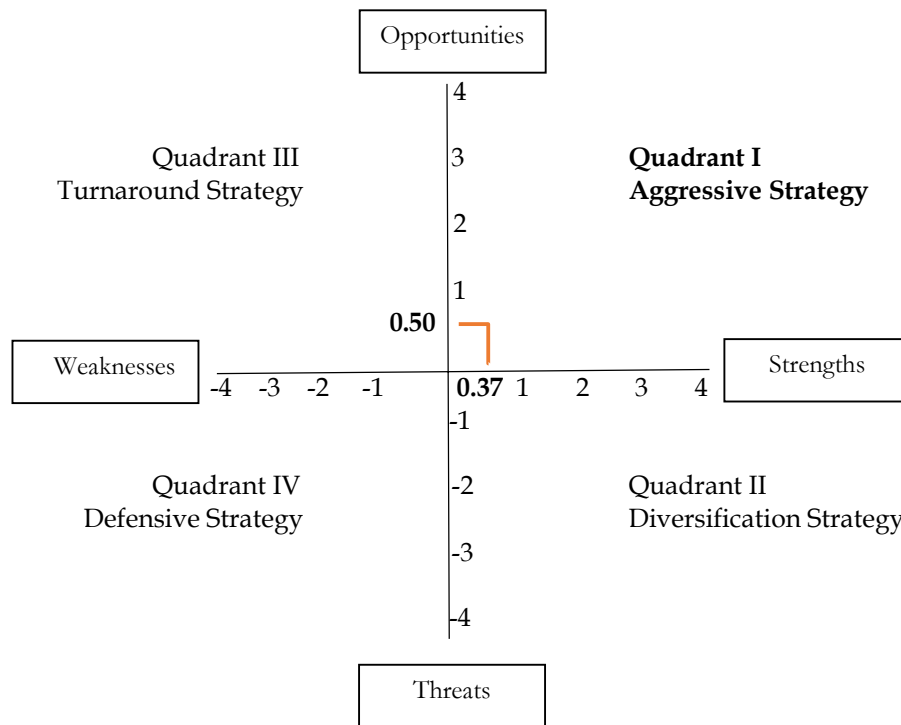 Opportunities
4
Quadrant III
Turnaround Strategy
3
Quadrant I
Aggressive Strategy
2
1
0.50
Weaknesses
Strengths
-4 -3 -2 -1 0.37 1 2 3 4
-1
Quadrant IV
Defensive Strategy
-2
Quadrant II
Diversification Strategy
-3
-4
Threats